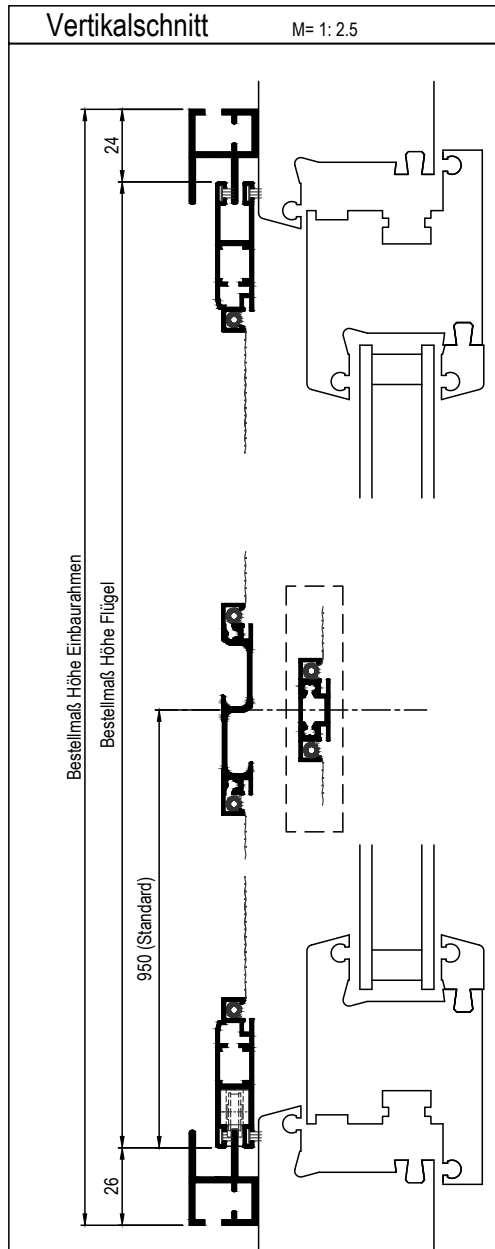 Vertikalschnitt M= 1: 2.5
24
Bestellmaß Höhe Einbaurahmen
Bestellmaß Höhe Flügel
950 (Standard)
26